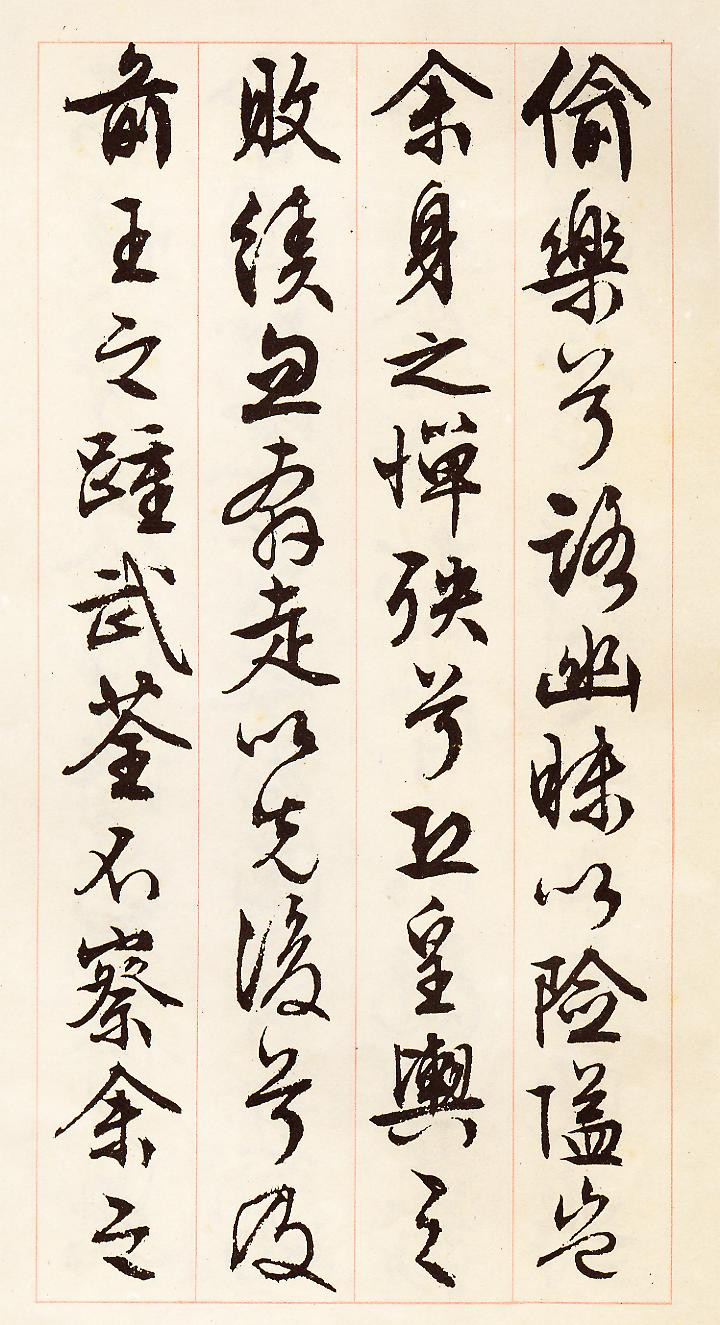 偷樂兮路幽昧以險隘豈
余身之憚殃兮恐皇輿之
敗績忽奔走以先後兮及
前王之踵武荃不察余之